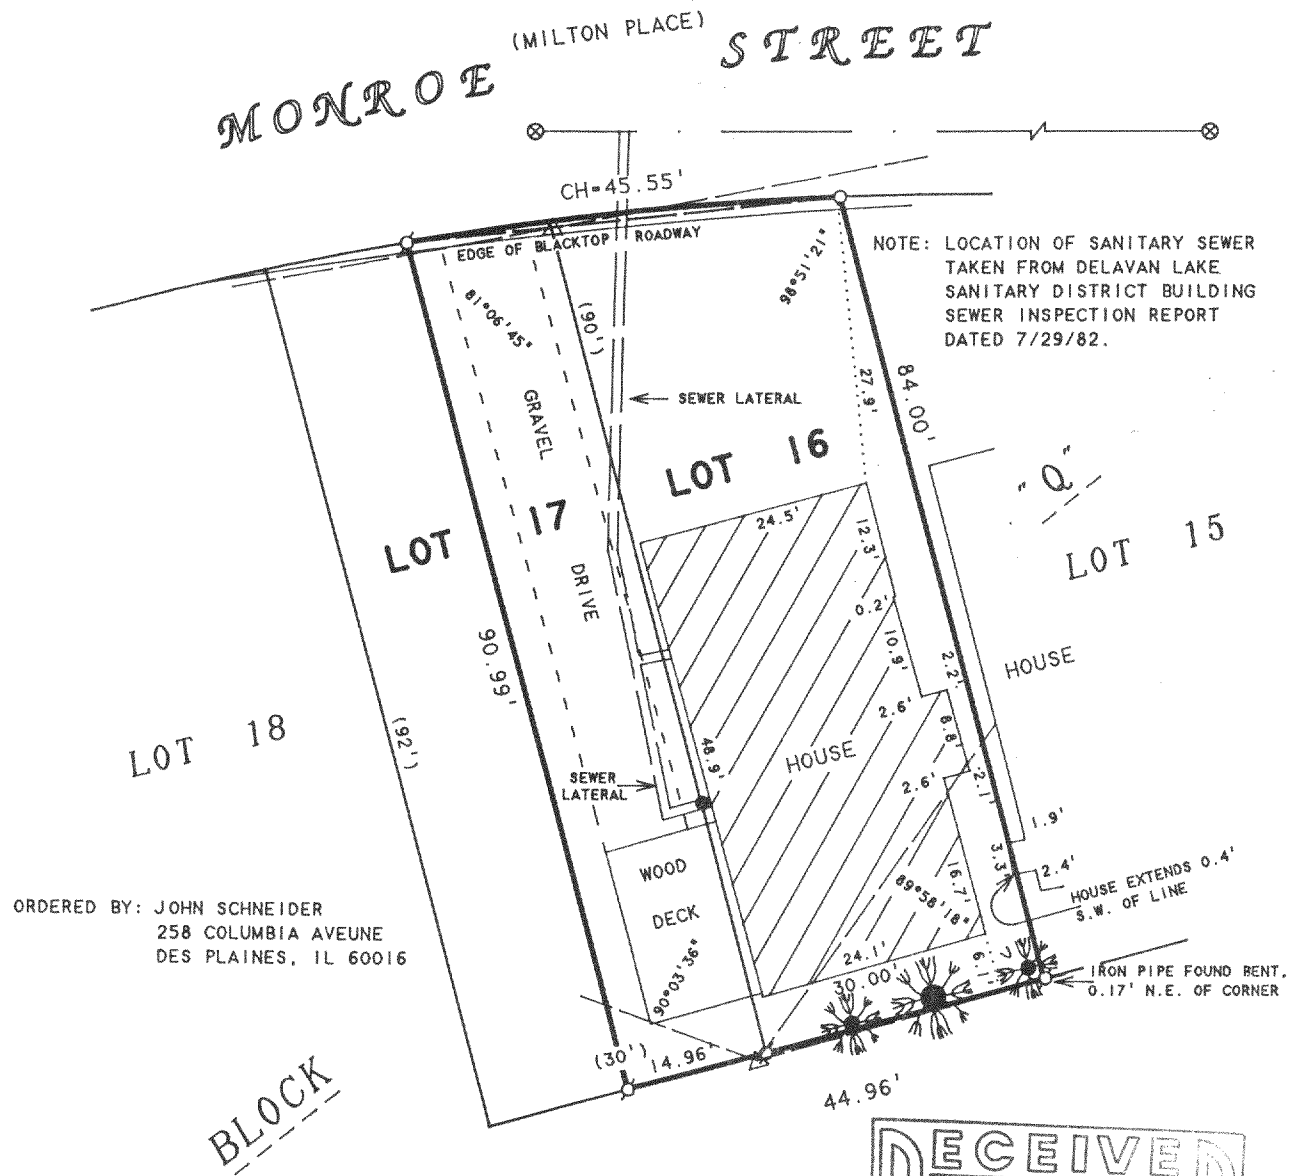 (MILTON PLACE)
MONROE STREET
CH=45.55'
EDGE OF BLACKTOP ROADWAY
NOTE: LOCATION OF SANITARY SEWER
TAKEN FROM DELAVAN LAKE
SANITARY DISTRICT BUILDING
SEWER INSPECTION REPORT
DATED 7/29/82.
81°06'45"
(90')
98°51'21"
27.9'
84.00'
GRAVEL
DRIVE
SEWER LATERAL
LOT 16
LOT 17
"Q"
LOT 15
24.5'
12.3'
0.2'
10.9'
2.2'
HOUSE
90.99'
2.6'
8.8'
48.9'
HOUSE
LOT 18
(92')
2.6'
2.1'
SEWER
LATERAL
1.9'
3.3'
2.4'
WOOD
DECK
16.7'
89°58'18"
HOUSE EXTENDS 0.4'
S.W. OF LINE
ORDERED BY: JOHN SCHNEIDER
258 COLUMBIA AVEUNE
DES PLAINES, IL 60016
90°03'36"
24.1'
30.00'
IRON PIPE FOUND BENT,
0.17' N.E. OF CORNER
(30')
14.96'
44.96'
BLOCK
RECEIVED